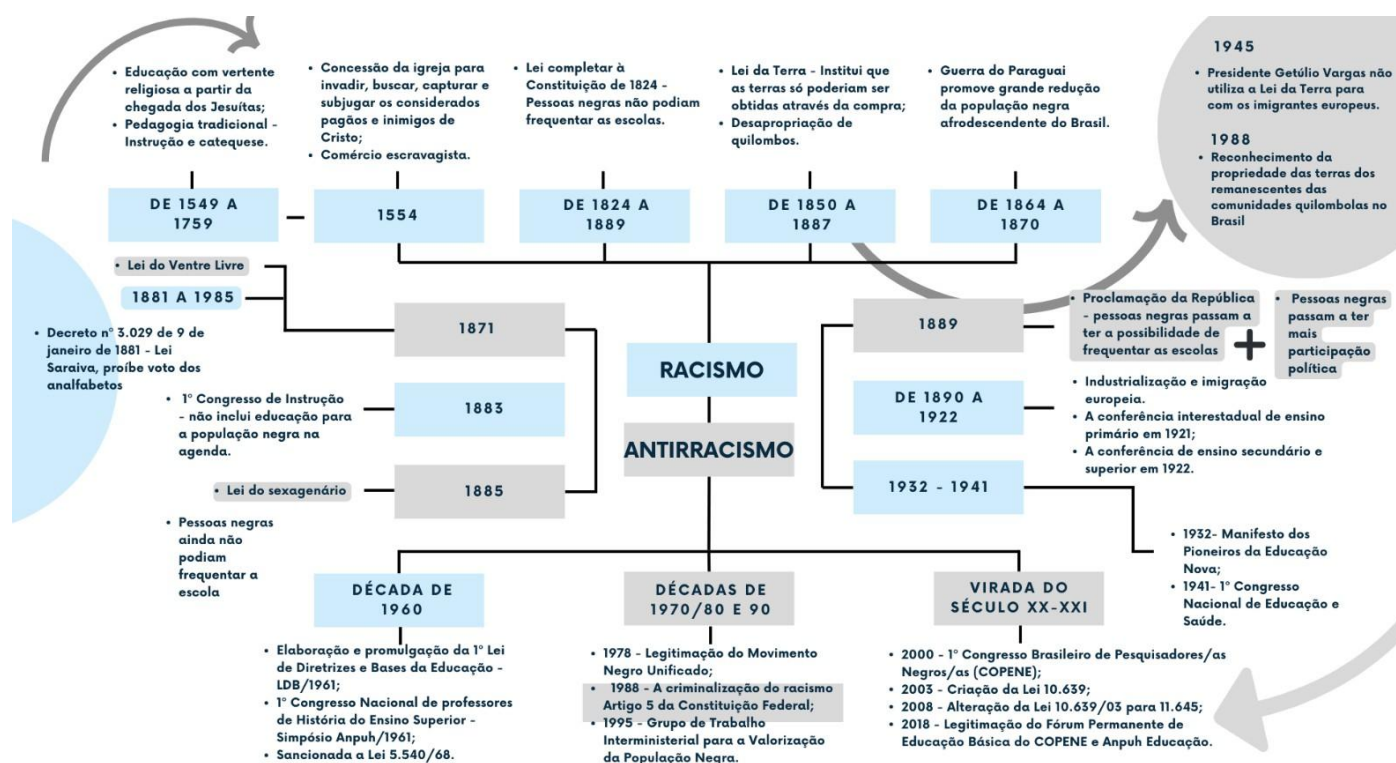 • Educação com vertente
religiosa a partir da
chegada dos Jesuítas;
• Pedagogia tradicional -
Instrução e catequese.
DE 1549 A
1759
• Concessão da igreja para
invadir, buscar, capturar e
subjugar os considerados
pagãos e inimigos de
Cristo;
• Comércio escravagista.
1554
• Lei completar à
Constituição de 1824 -
Pessoas negras não podiam
frequentar as escolas.
DE 1824 A
1889
• Lei da Terra - Institui que
as terras só poderiam ser
obtidas através da compra;
• Desapropriação de
quilombos.
DE 1850 A
1887
• Guerra do Paraguai
promove grande redução
da população negra
afrodescendente do Brasil.
DE 1864 A
1870
1945
• Presidente Getúlio Vargas não
utiliza a Lei da Terra para
com os imigrantes europeus.
1988
• Reconhecimento da
propriedade das terras dos
remanescentes das
comunidades quilombolas no
Brasil
• Lei do Ventre Livre
1881 A 1985
• Decreto nº 3.029 de 9 de
janeiro de 1881 - Lei
Saraiva, proíbe voto dos
analfabetos
1871
• 1º Congresso de Instrução
- não inclui educação para
a população negra na
agenda.
1883
• Lei do sexagenário
1885
• Pessoas negras
ainda não
podiam
frequentar a
escola
RACISMO
ANTIRRACISMO
1889
• Proclamação da República
- pessoas negras passam a
ter a possibilidade de
frequentar as escolas
+
• Pessoas negras
passam a ter
mais
participação
política
DE 1890 A
1922
• Industrialização e imigração
europeia.
• A conferência interestadual de ensino
primário em 1921;
• A conferência de ensino secundário e
superior em 1922.
1932 - 1941
• 1932- Manifesto dos
Pioneiros da Educação
Nova;
• 1941- 1º Congresso
Nacional de Educação e
Saúde.
DÉCADA DE
1960
• Elaboração e promulgação da 1º Lei
de Diretrizes e Bases da Educação -
LDB/1961;
• 1º Congresso Nacional de professores
de História do Ensino Superior -
Simpósio Anpuh/1961;
• Sancionada a Lei 5.540/68.
DÉCADAS DE
1970/80 E 90
• 1978 - Legitimação do Movimento
Negro Unificado;
• 1988 - A criminalização do racismo
Artigo 5 da Constituição Federal;
• 1995 - Grupo de Trabalho
Interministerial para a Valorização
da População Negra.
VIRADA DO
SÉCULO XX-XXI
• 2000 - 1º Congresso Brasileiro de Pesquisadores/as
Negros/as (COPENE);
• 2003 - Criação da Lei 10.639;
• 2008 - Alteração da Lei 10.639/03 para 11.645;
• 2018 - Legitimação do Fórum Permanente de
Educação Básica do COPENE e Anpuh Educação.